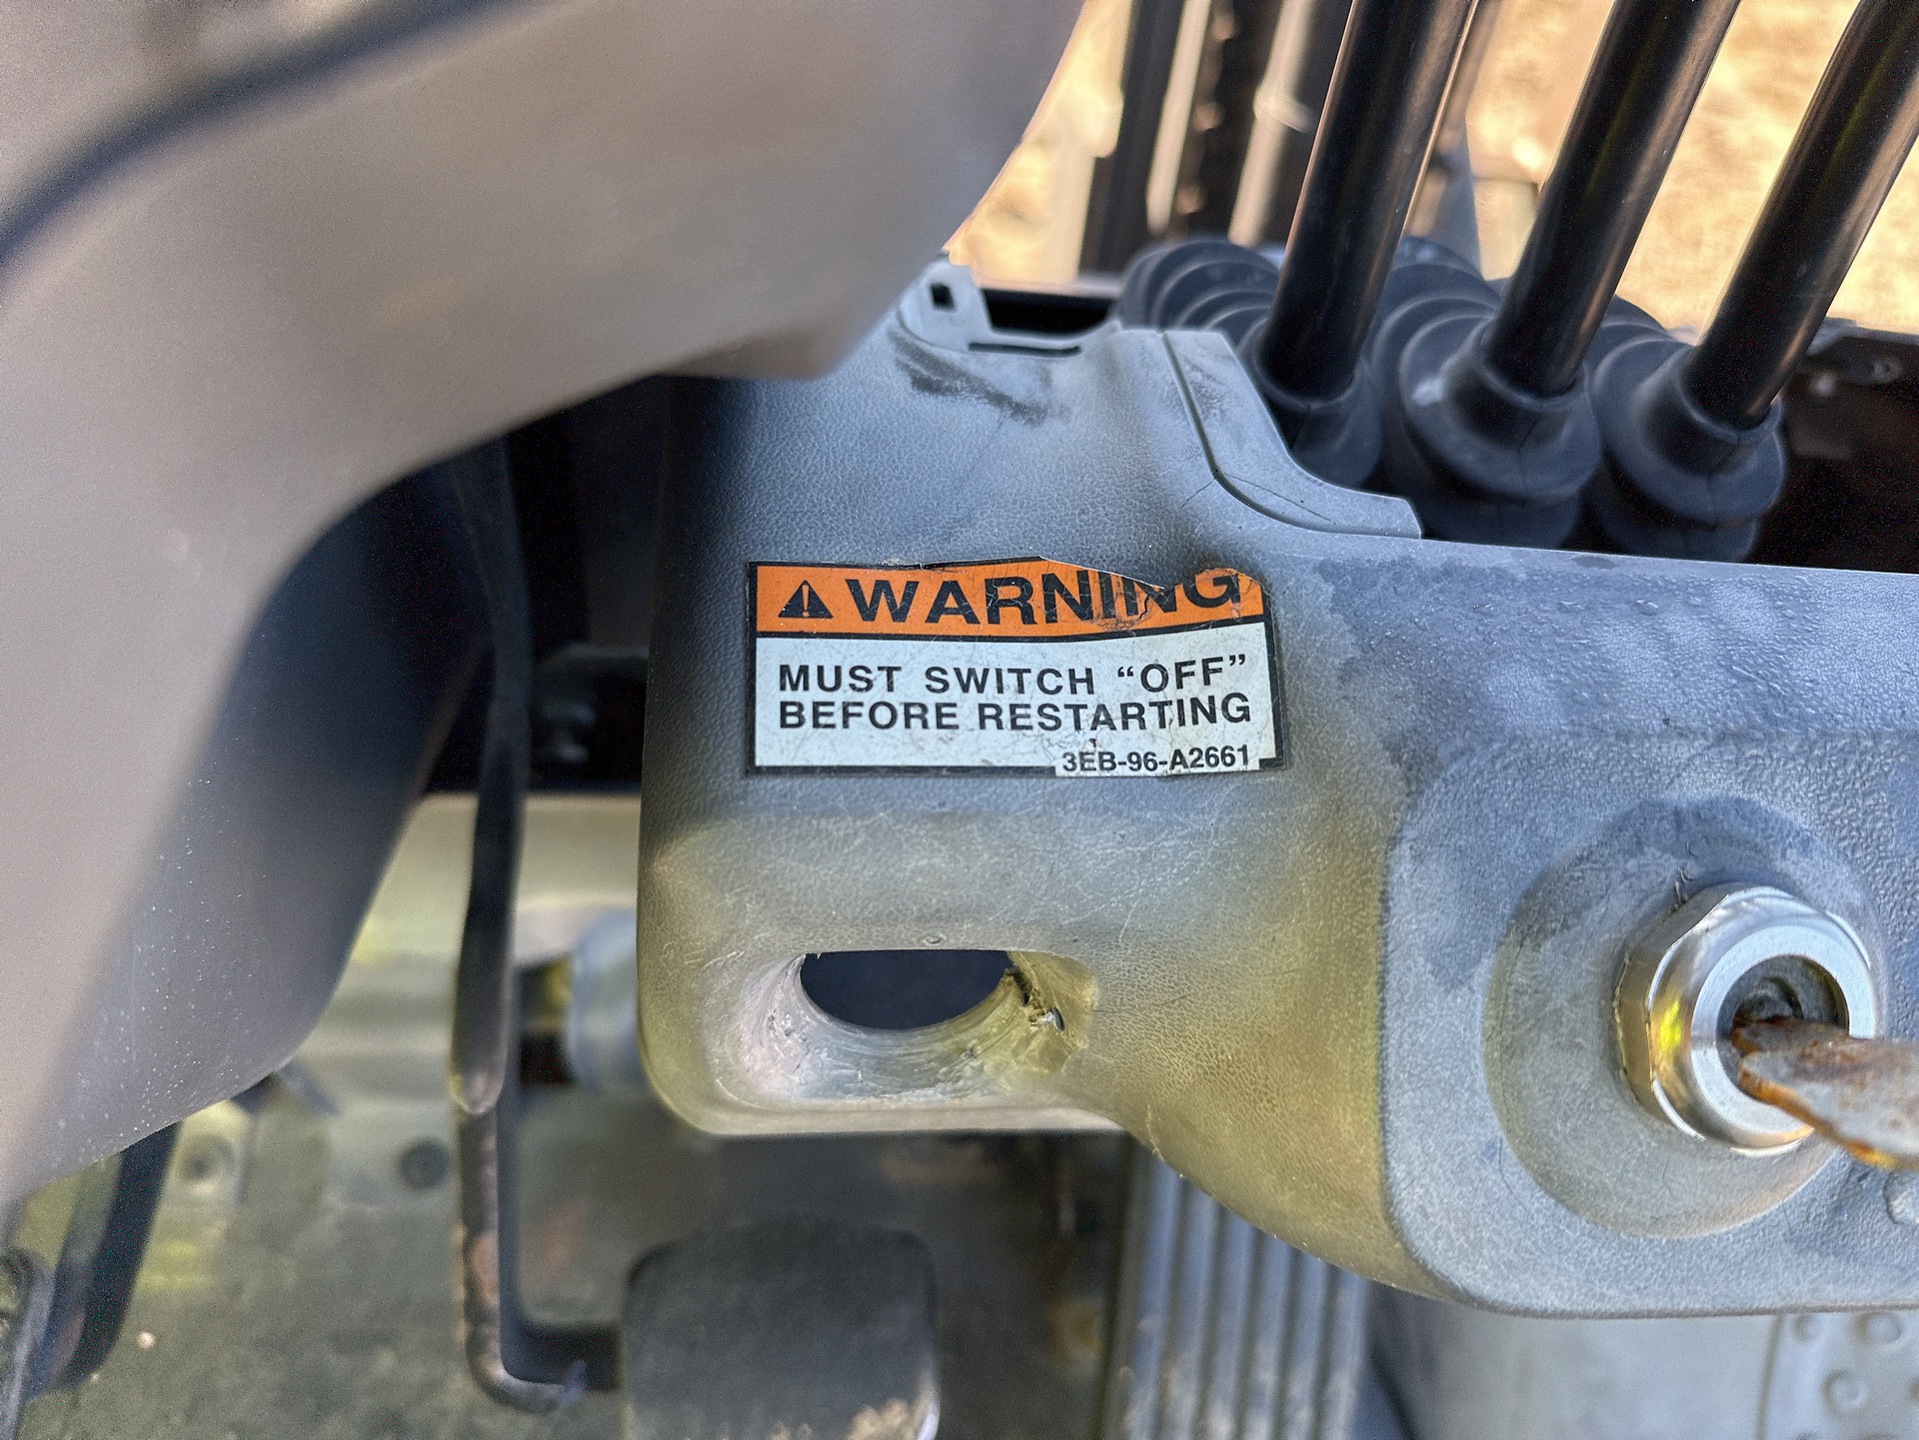 WARNING
MUST SWITCH “OFF”
BEFORE RESTARTING
3EB-96-A2661